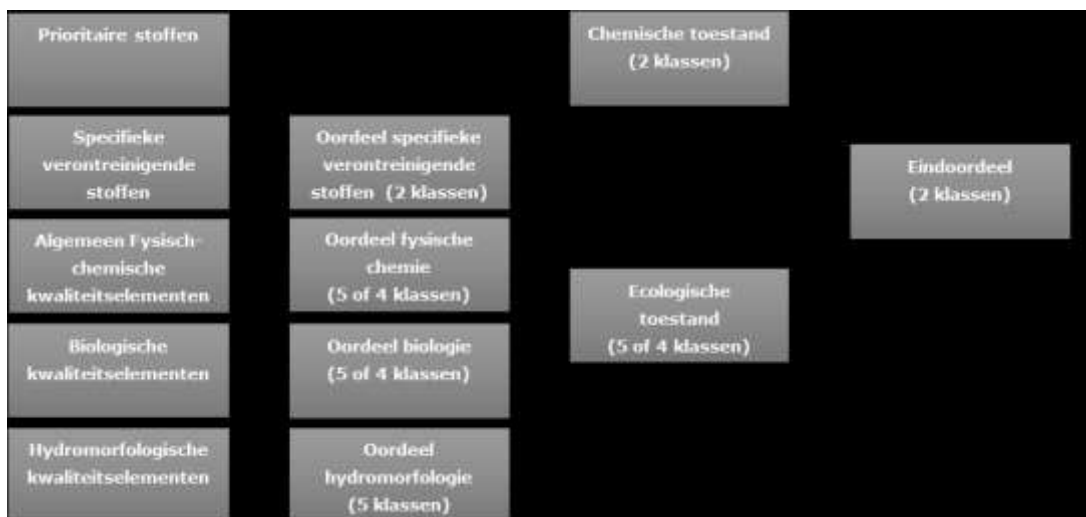 Prioritaire stoffen
Chemische toestand
(2 klassen)
Specifieke
verontreinigende
stoffen
Oordeel specifieke
verontreinigende
stoffen (2 klassen)
Eindoordeel
(2 klassen)
Algemeen Fysisch-
chemische
kwaliteitselementen
Oordeel fysische
chemie
(5 of 4 klassen)
Ecologische
toestand
(5 of 4 klassen)
Biologische
kwaliteitselementen
Oordeel biologie
(5 of 4 klassen)
Hydromorfologische
kwaliteitselementen
Oordeel
hydromorfologie
(5 klassen)